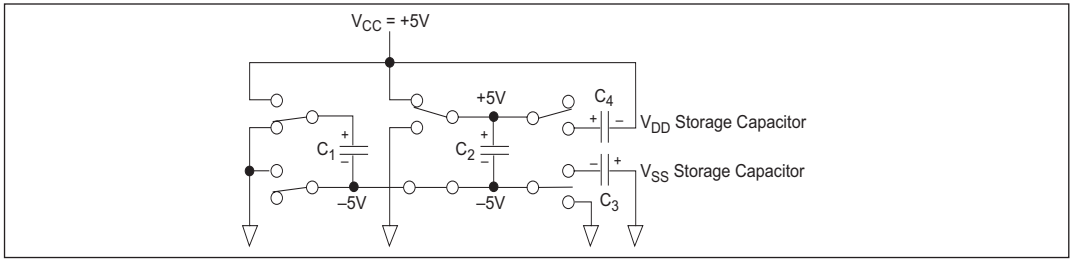 VCC = +5V
+5V
C4
+ –
VDD Storage Capacitor
+
C1
–
+
C2
–
– +
VSS Storage Capacitor
C3
–5V
–5V